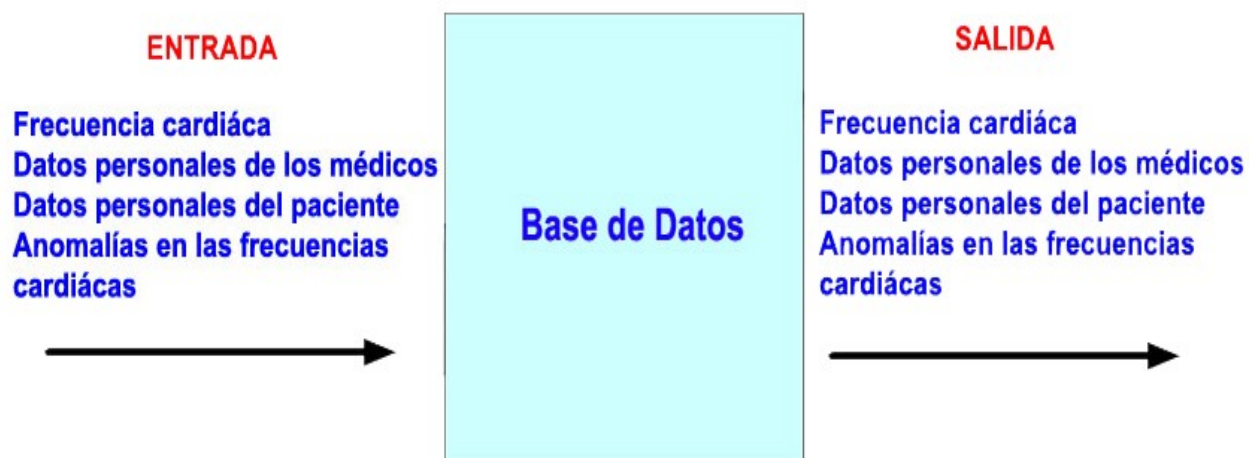 ENTRADA
Frecuencia cardiáca
Datos personales de los médicos
Datos personales del paciente
Anomalías en las frecuencias
cardiácas
Base de Datos
SALIDA
Frecuencia cardiáca
Datos personales de los médicos
Datos personales del paciente
Anomalías en las frecuencias
cardiácas